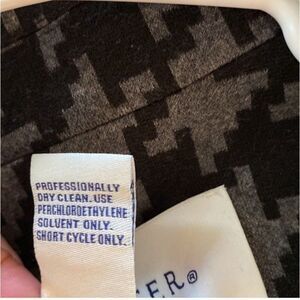 PROFESSIONALLY
DRY CLEAN. USE
PERCHLOROETHYLENE
SOLVENT ONLY.
SHORT CYCLE ONLY.